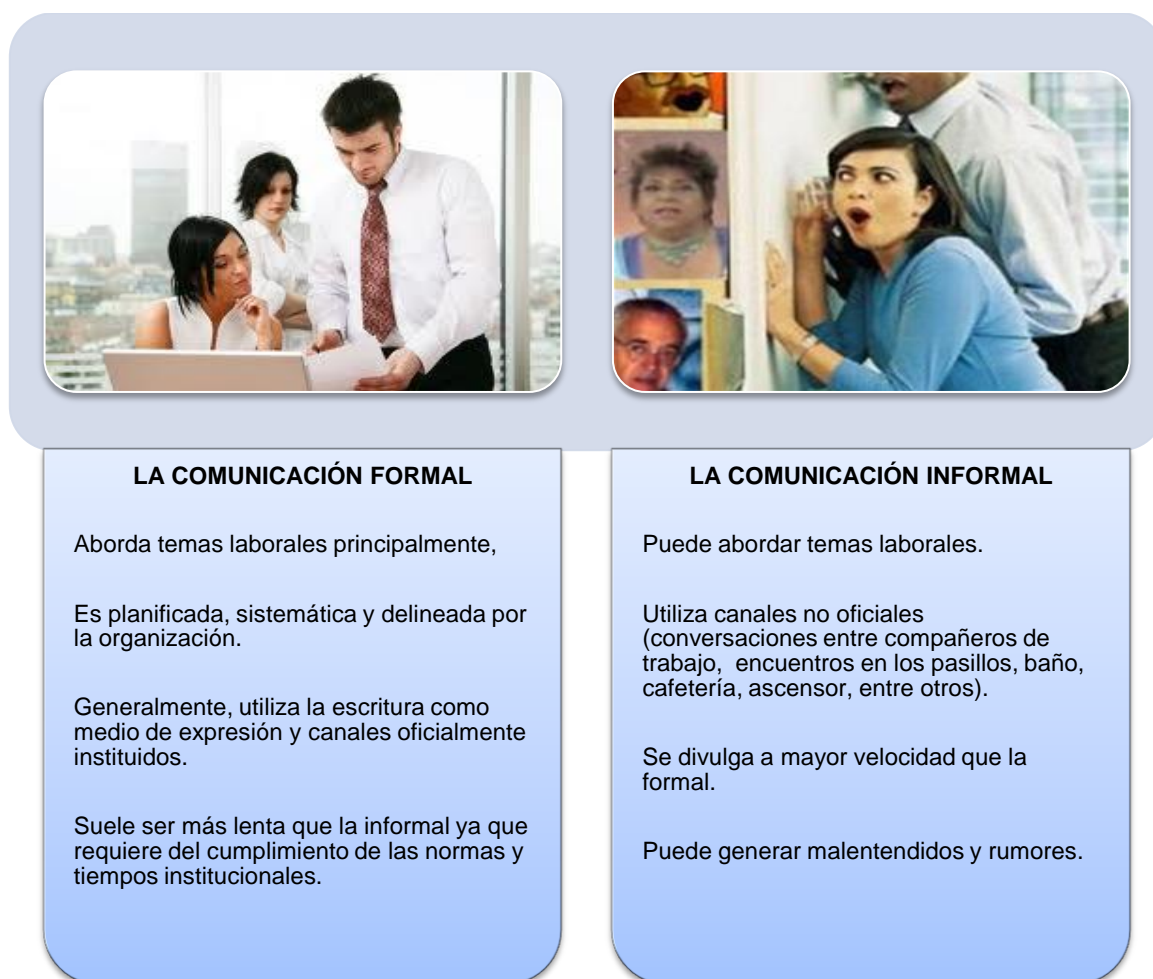 LA COMUNICACIÓN FORMAL
Aborda temas laborales principalmente,
Es planificada, sistemática y delineada por
la organización.
Generalmente, utiliza la escritura como
medio de expresión y canales oficialmente
instituidos.
Suele ser más lenta que la informal ya que
requiere del cumplimiento de las normas y
tiempos institucionales.
LA COMUNICACIÓN INFORMAL
Puede abordar temas laborales.
Utiliza canales no oficiales
(conversaciones entre compañeros de
trabajo, encuentros en los pasillos, baño,
cafetería, ascensor, entre otros).
Se divulga a mayor velocidad que la
formal.
Puede generar malentendidos y rumores.